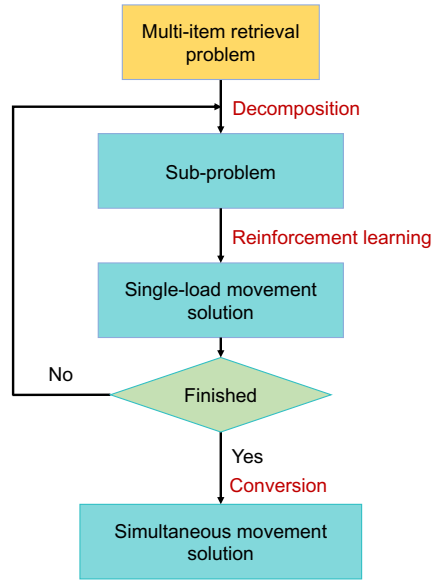 Multi-item retrieval
problem
Decomposition
Sub-problem
Reinforcement learning
Single-load movement
solution
No
Finished
Yes
Conversion
Simultaneous movement
solution